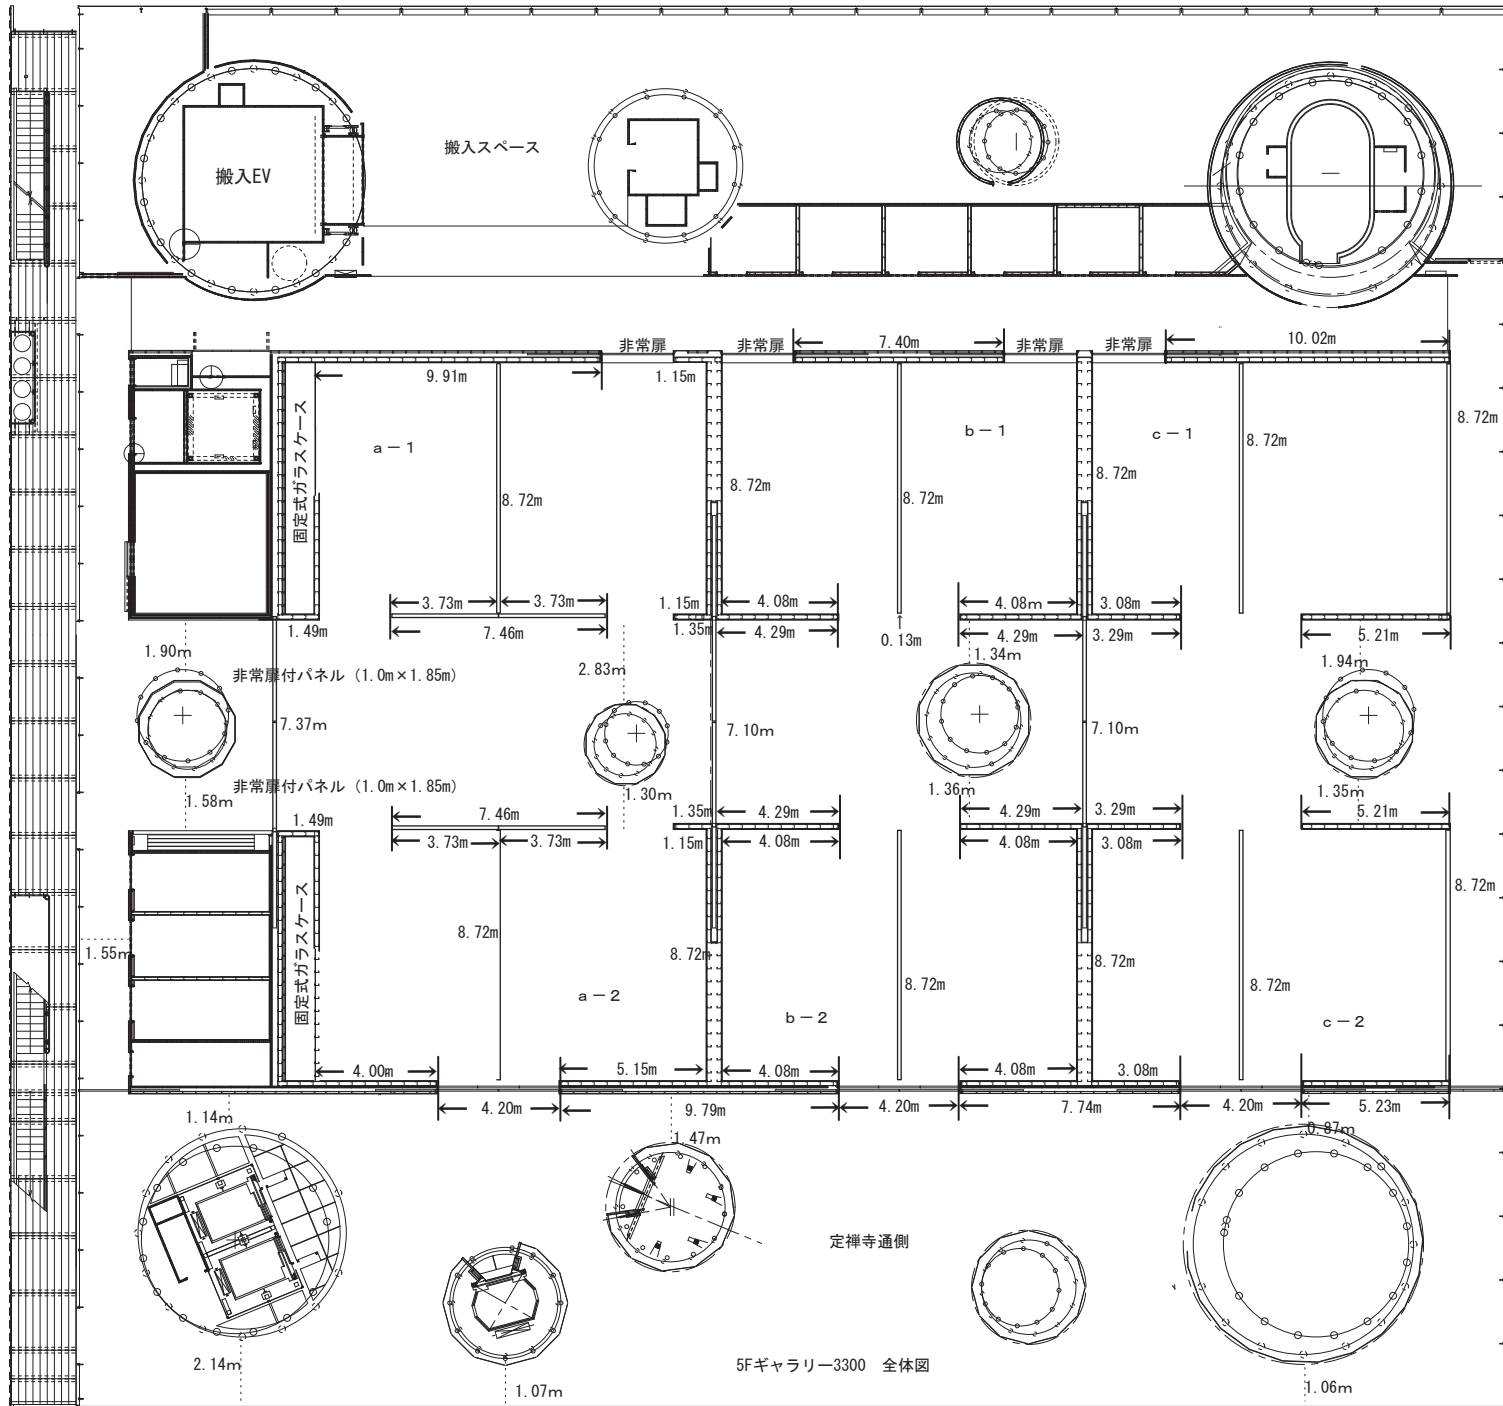 搬入EV
搬入スペース
非常扉
非常扉
7.40m
非常扉
非常扉
10.02m
9.91m
1.15m
固定式ガラスケース
a－1
b－1
c－1
8.72m
8.72m
8.72m
8.72m
8.72m
8.72m
3.73m
3.73m
1.15m
4.08m
4.08m
3.08m
1.49m
7.46m
1.35m
4.29m
0.13m
4.29m
3.29m
5.21m
1.90m
2.83m
1.34m
1.94m
非常扉付パネル（1.0m×1.85m）
7.37m
7.10m
7.10m
非常扉付パネル（1.0m×1.85m）
1.58m
1.30m
1.36m
1.35m
1.49m
7.46m
1.35m
4.29m
4.29m
3.29m
5.21m
3.73m
3.73m
1.15m
4.08m
4.08m
3.08m
固定式ガラスケース
8.72m
1.55m
8.72m
8.72m
8.72m
8.72m
8.72m
a－2
b－2
c－2
4.00m
5.15m
4.08m
4.08m
3.08m
4.20m
9.79m
4.20m
7.74m
4.20m
5.23m
1.14m
1.47m
0.87m
定禅寺通側
2.14m
1.07m
5Fギャラリー3300　全体図
1.06m